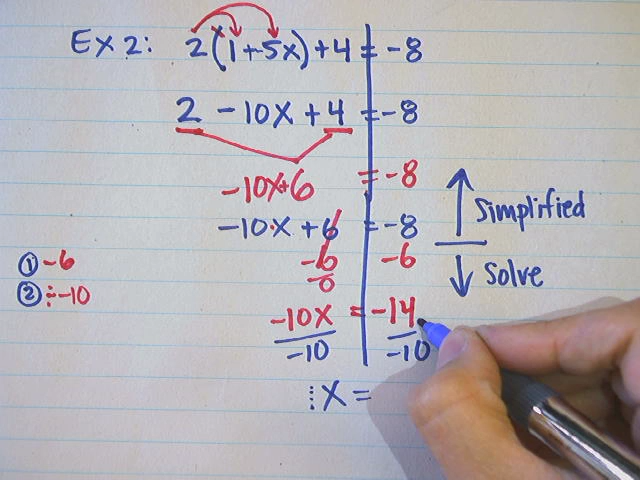 Ex 2: 2(1+5x)+4 = -8
2 -10x + 4 = -8
-10x+6 = -8
Simplified
-10x + 6 = -8
-6 -6
① -6
Solve
0
② ÷-10
-10x = -14
-10 -10
x =